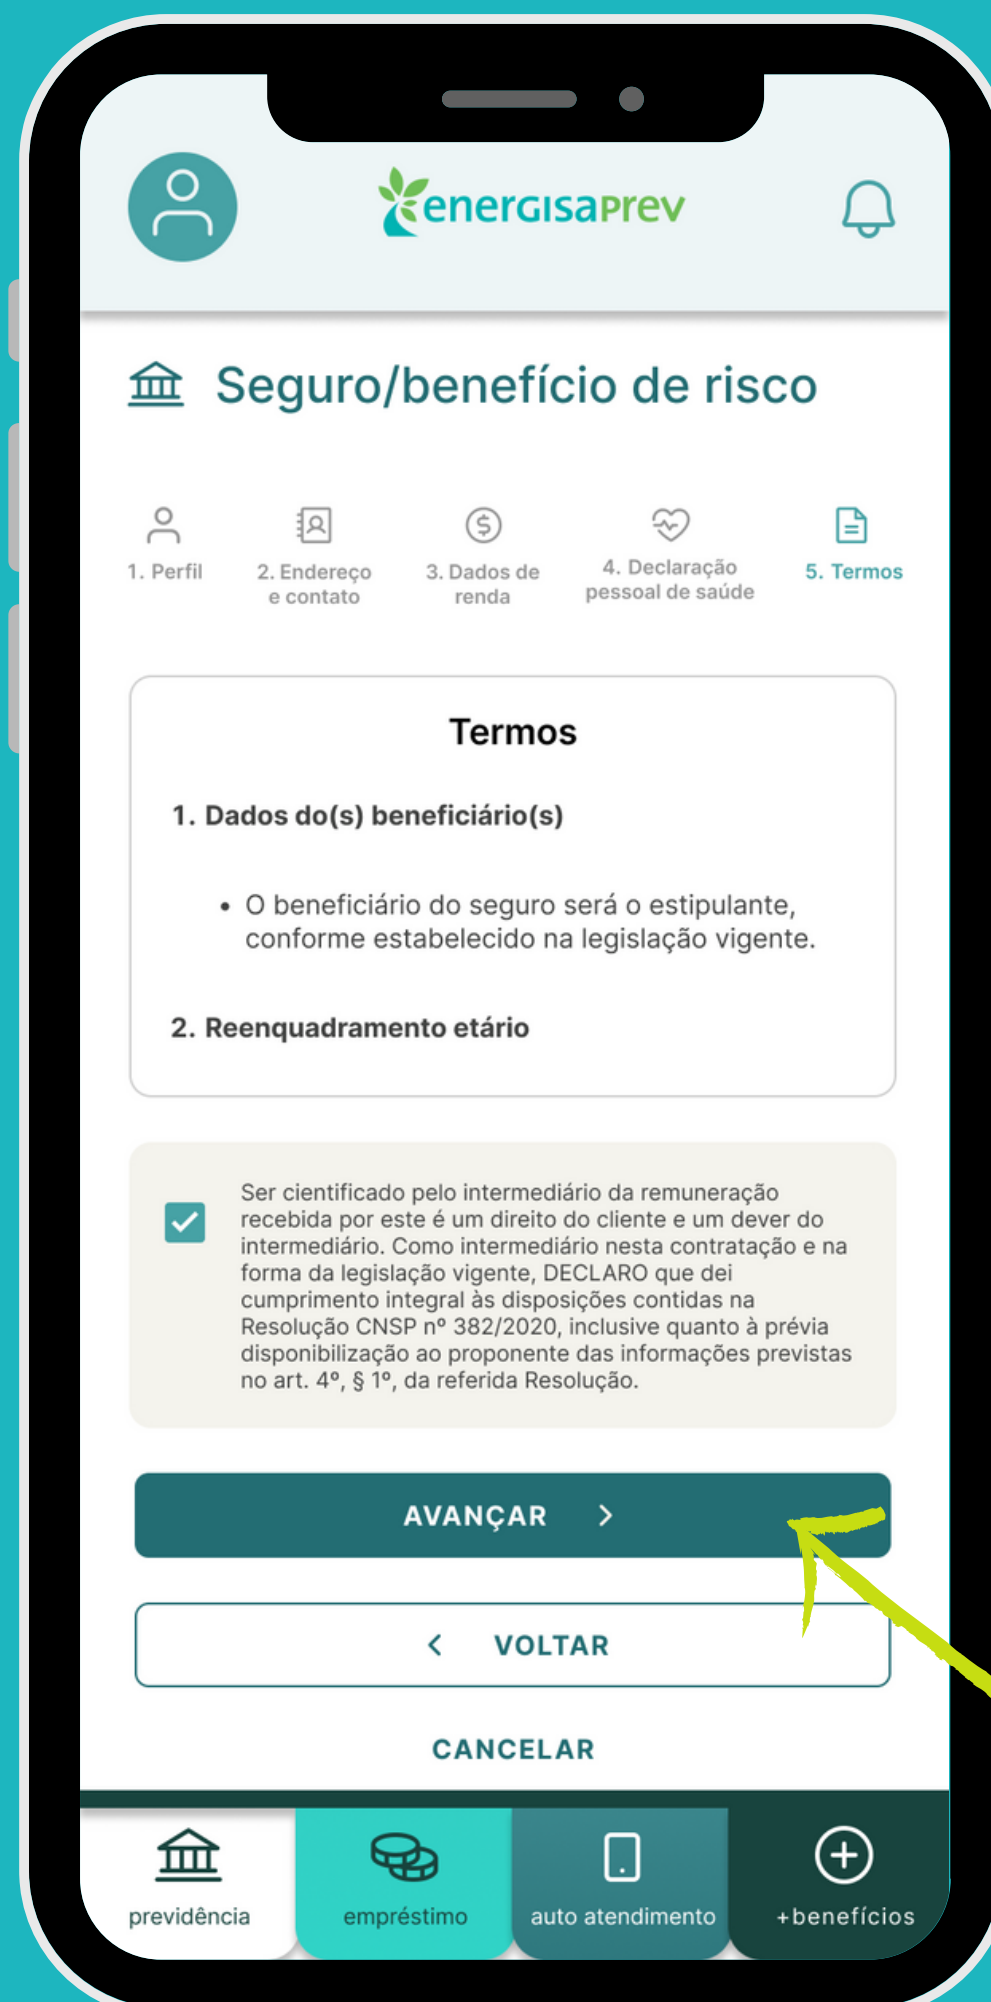 energisaprev
Seguro/benefício de risco
1. Perfil
2. Endereço
e contato
3. Dados de
renda
4. Declaração
pessoal de saúde
5. Termos
Termos
1. Dados do(s) beneficiário(s)
• O beneficiário do seguro será o estipulante,
conforme estabelecido na legislação vigente.
2. Reenquadramento etário
Ser cientificado pelo intermediário da remuneração
recebida por este é um direito do cliente e um dever do
intermediário. Como intermediário nesta contratação e na
forma da legislação vigente, DECLARO que dei
cumprimento integral às disposições contidas na
Resolução CNSP nº 382/2020, inclusive quanto à prévia
disponibilização ao proponente das informações previstas
no art. 4º, § 1º, da referida Resolução.
AVANÇAR >
< VOLTAR
CANCELAR
previdência
empréstimo
auto atendimento
+benefícios